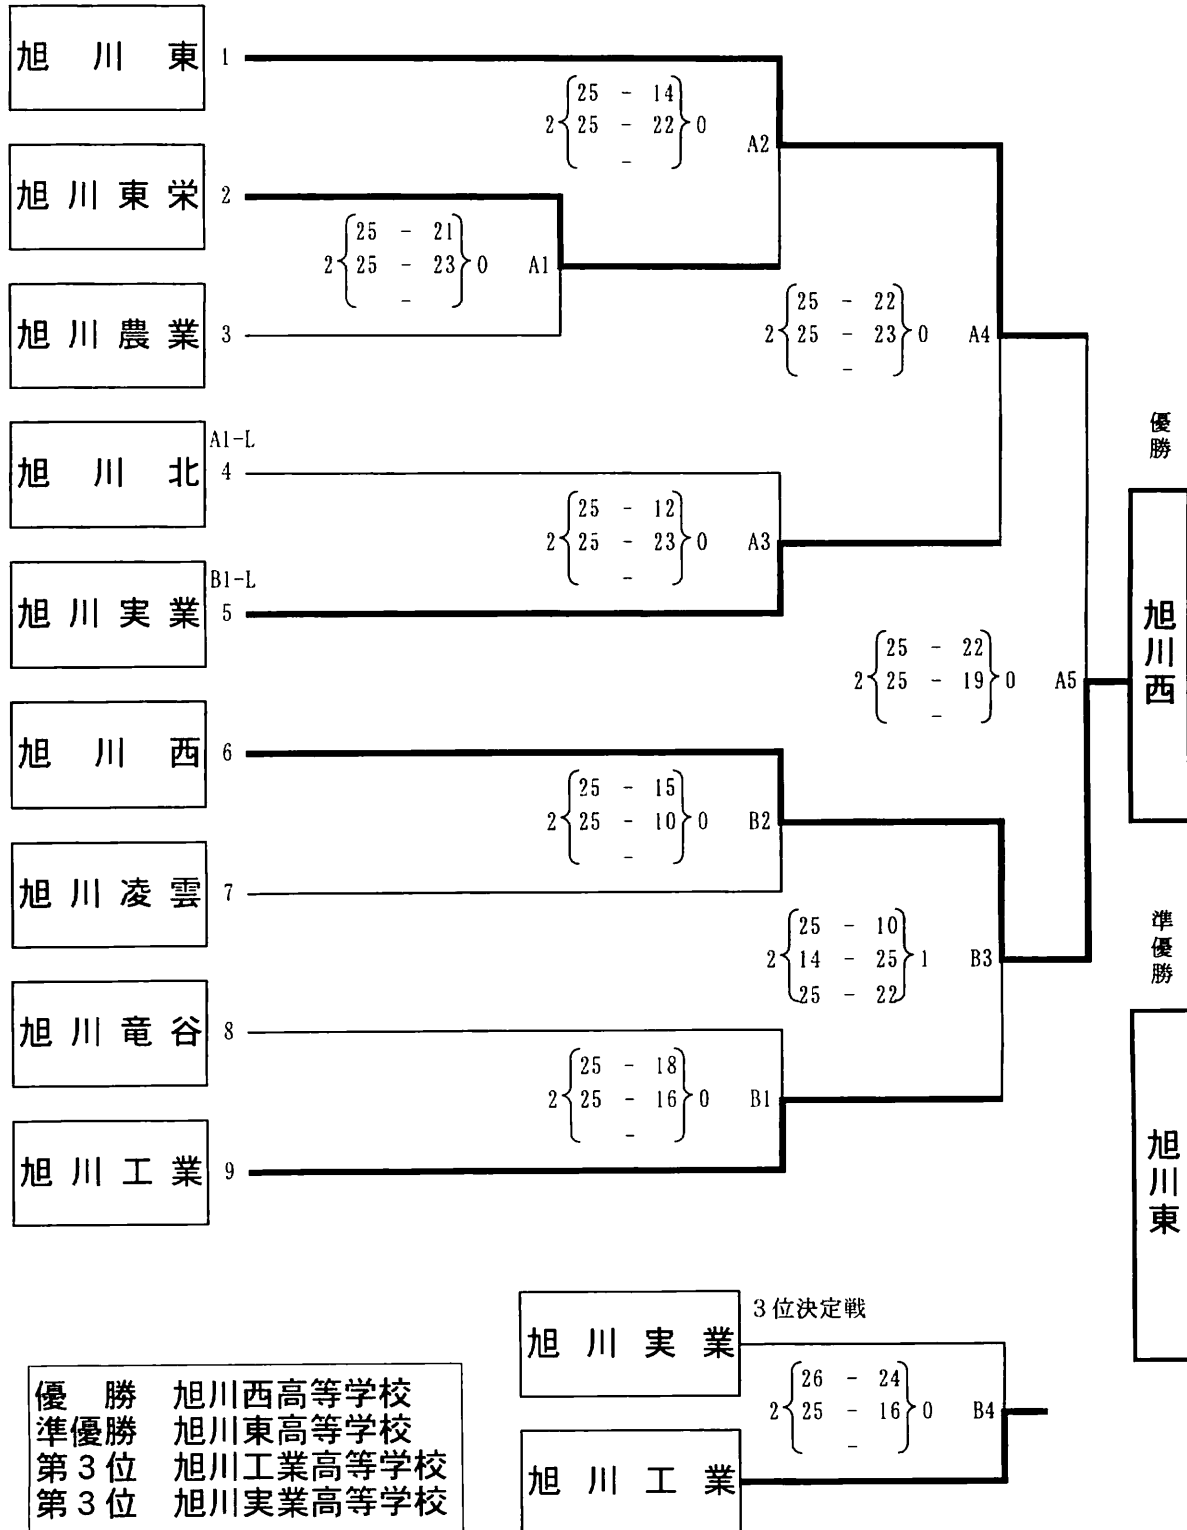 旭川東 1
25 - 14
2 25 - 22 0 A2
-
旭川東栄 2
25 - 21
2 25 - 23 0 A1
-
旭川農業 3
25 - 22
2 25 - 23 0 A4
-
A1-L
旭川北 4
25 - 12
2 25 - 23 0 A3
-
B1-L
旭川実業 5
25 - 22
2 25 - 19 0 A5
-
旭川西 6
25 - 15
2 25 - 10 0 B2
-
旭川凌雲 7
25 - 10
2 14 - 25 1 B3
25 - 22
旭川竜谷 8
25 - 18
2 25 - 16 0 B1
-
旭川工業 9
優勝
旭川西
準優勝
旭川東
3位決定戦
旭川実業
26 - 24
2 25 - 16 0 B4
-
旭川工業
優勝 旭川西高等学校
準優勝 旭川東高等学校
第3位 旭川工業高等学校
第3位 旭川実業高等学校